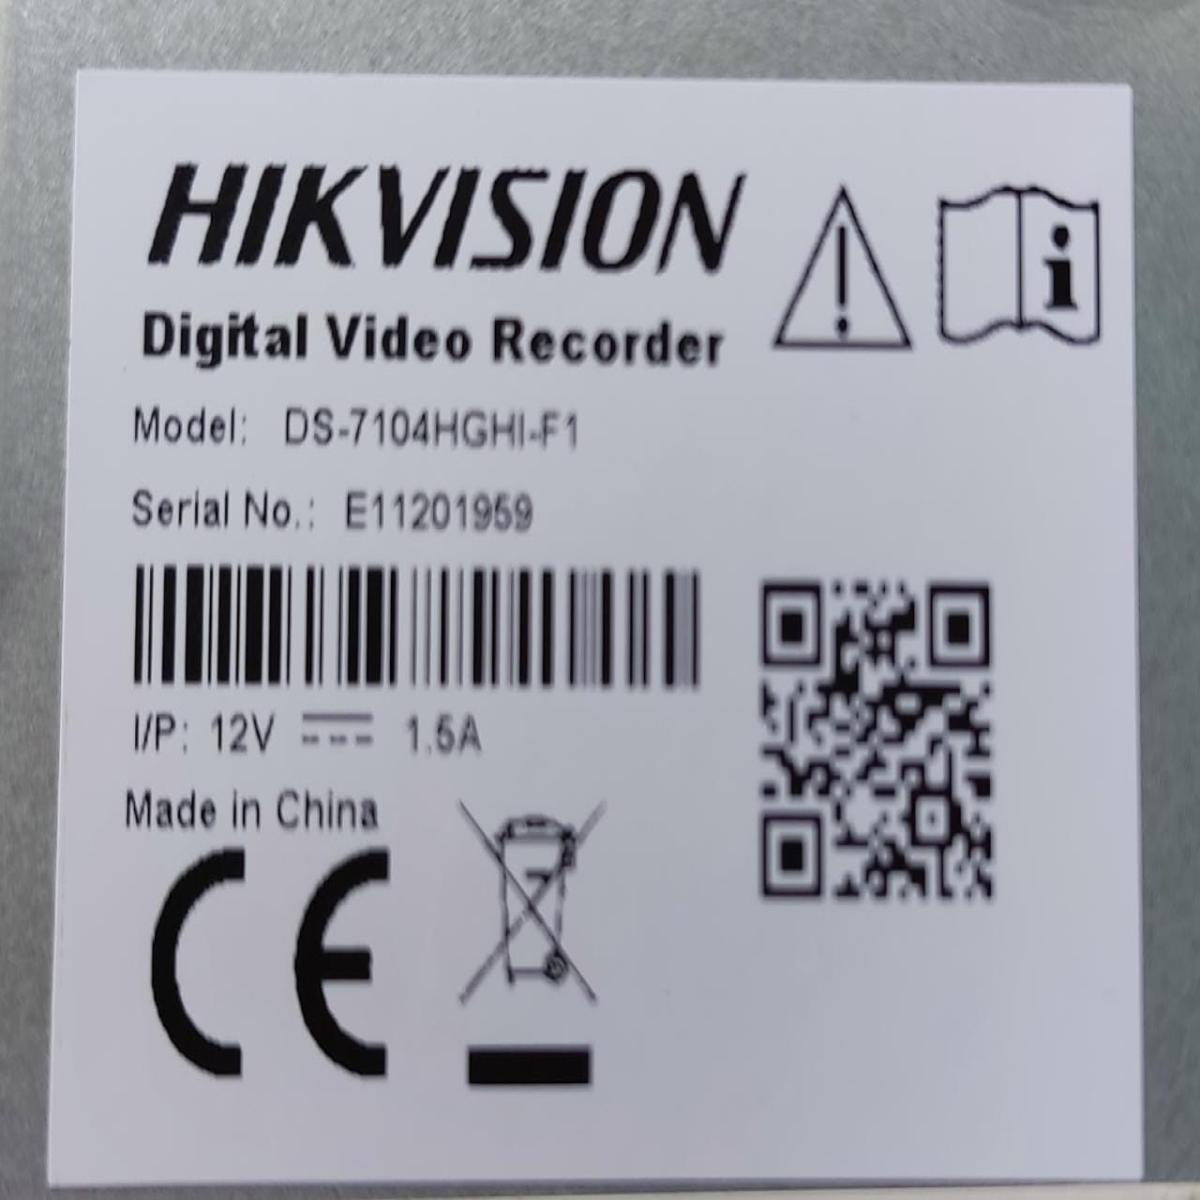 HIKVISION
Digital Video Recorder
Model: DS-7104HGHI-F1
Serial No.: E11201959
I/P: 12V ⎓ 1.5A
Made in China
CE